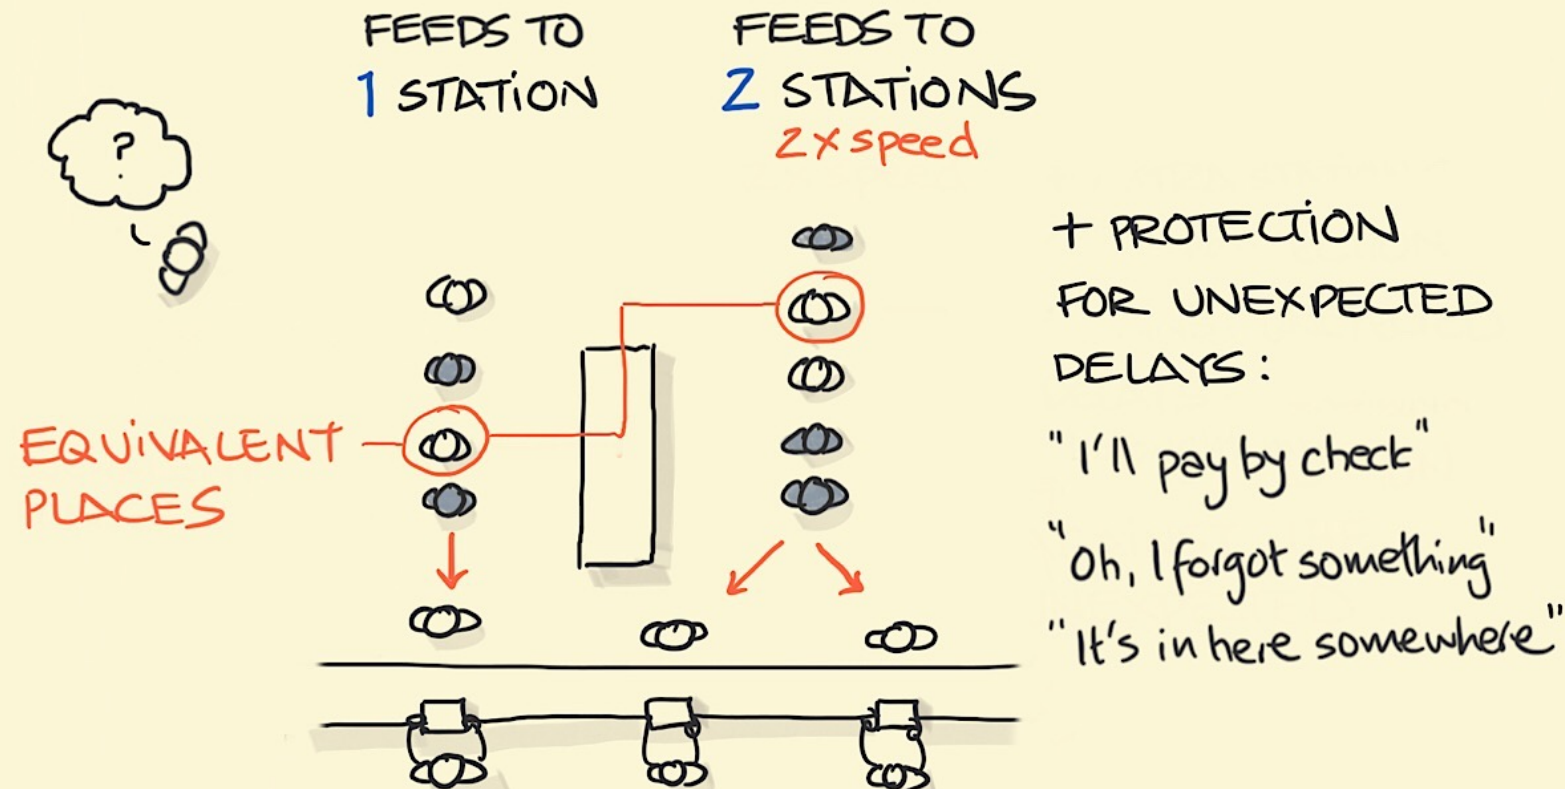 FEEDS TO
1 STATION
FEEDS TO
2 STATIONS
2x speed
?
EQUIVALENT
PLACES
+ PROTECTION
FOR UNEXPECTED
DELAYS:
"I'll pay by check"
"Oh, I forgot something"
"It's in here somewhere"